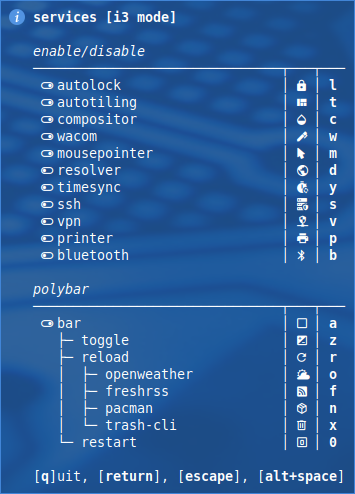 services [i3 mode]
enable/disable
autolock l
autotiling t
compositor c
wacom w
mousepointer m
resolver d
timesync y
ssh s
vpn v
printer p
bluetooth b
polybar
bar a
toggle z
reload r
openweather o
freshrss f
pacman n
trash-cli x
restart 0
[q]uit, [return], [escape], [alt+space]